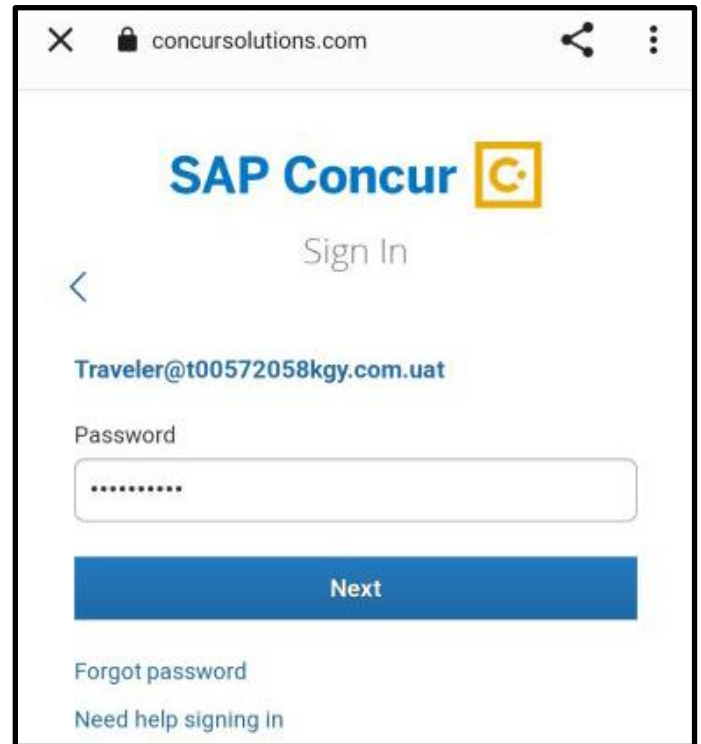 concursolutions.com
SAP Concur C.
Sign In
Traveler@t00572058kgy.com.uat
Password
••••••••••
Next
Forgot password
Need help signing in